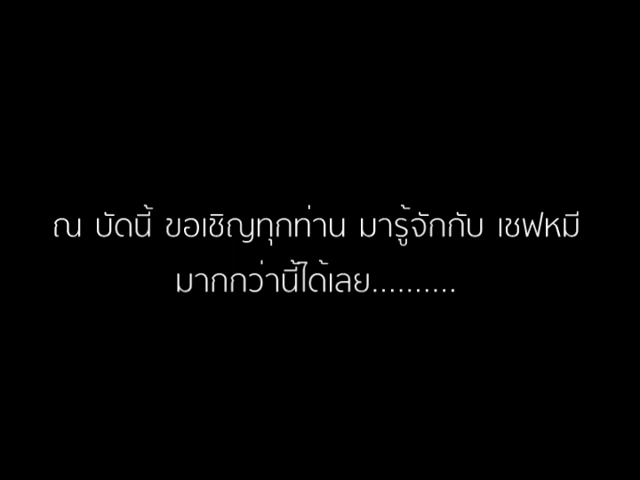 ณ บัดนี้ ขอเชิญทุกท่าน มารู้จักกับ เชฟหมี
มากกว่านี้ได้เลย..........